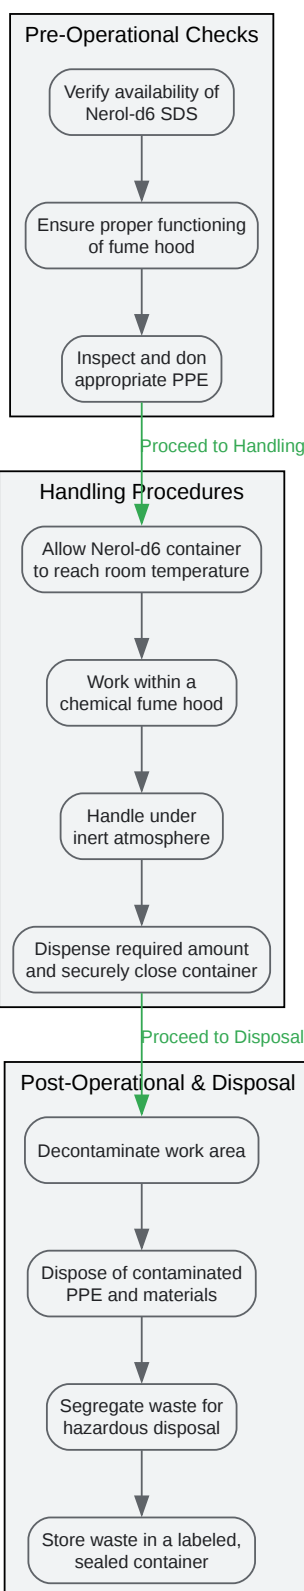 Pre-Operational Checks
Verify availability of
Nerol-d6 SDS
Ensure proper functioning
of fume hood
Inspect and don
appropriate PPE
Proceed to Handling
Handling Procedures
Allow Nerol-d6 container
to reach room temperature
Work within a
chemical fume hood
Handle under
inert atmosphere
Dispense required amount
and securely close container
Proceed to Disposal
Post-Operational & Disposal
Decontaminate work area
Dispose of contaminated
PPE and materials
Segregate waste for
hazardous disposal
Store waste in a labeled,
sealed container